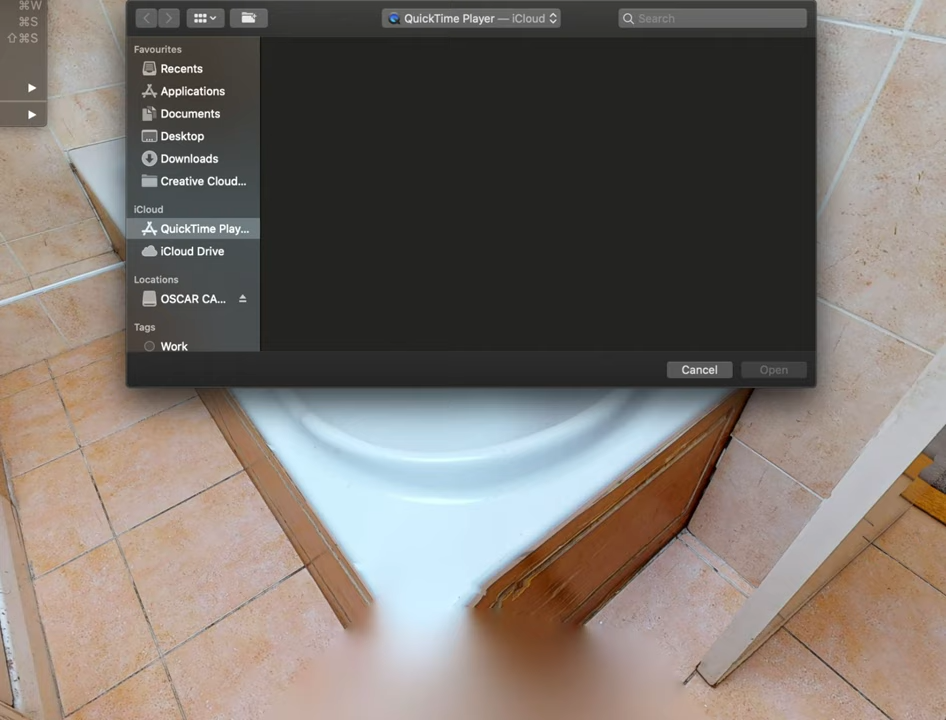 ⌘W
⌘S
⇧⌘S
QuickTime Player — iCloud
Search
Favourites
Recents
Applications
Documents
Desktop
Downloads
Creative Cloud...
iCloud
QuickTime Play...
iCloud Drive
Locations
OSCAR CA...
Tags
Work
Cancel
Open